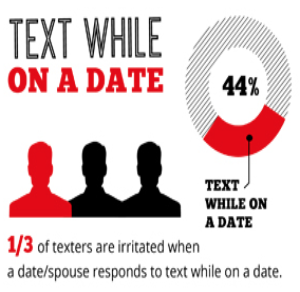 TEXT WHILE
ON A DATE
44%
TEXT
WHILE ON
A DATE
1/3 of texters are irritated when
a date/spouse responds to text while on a date.